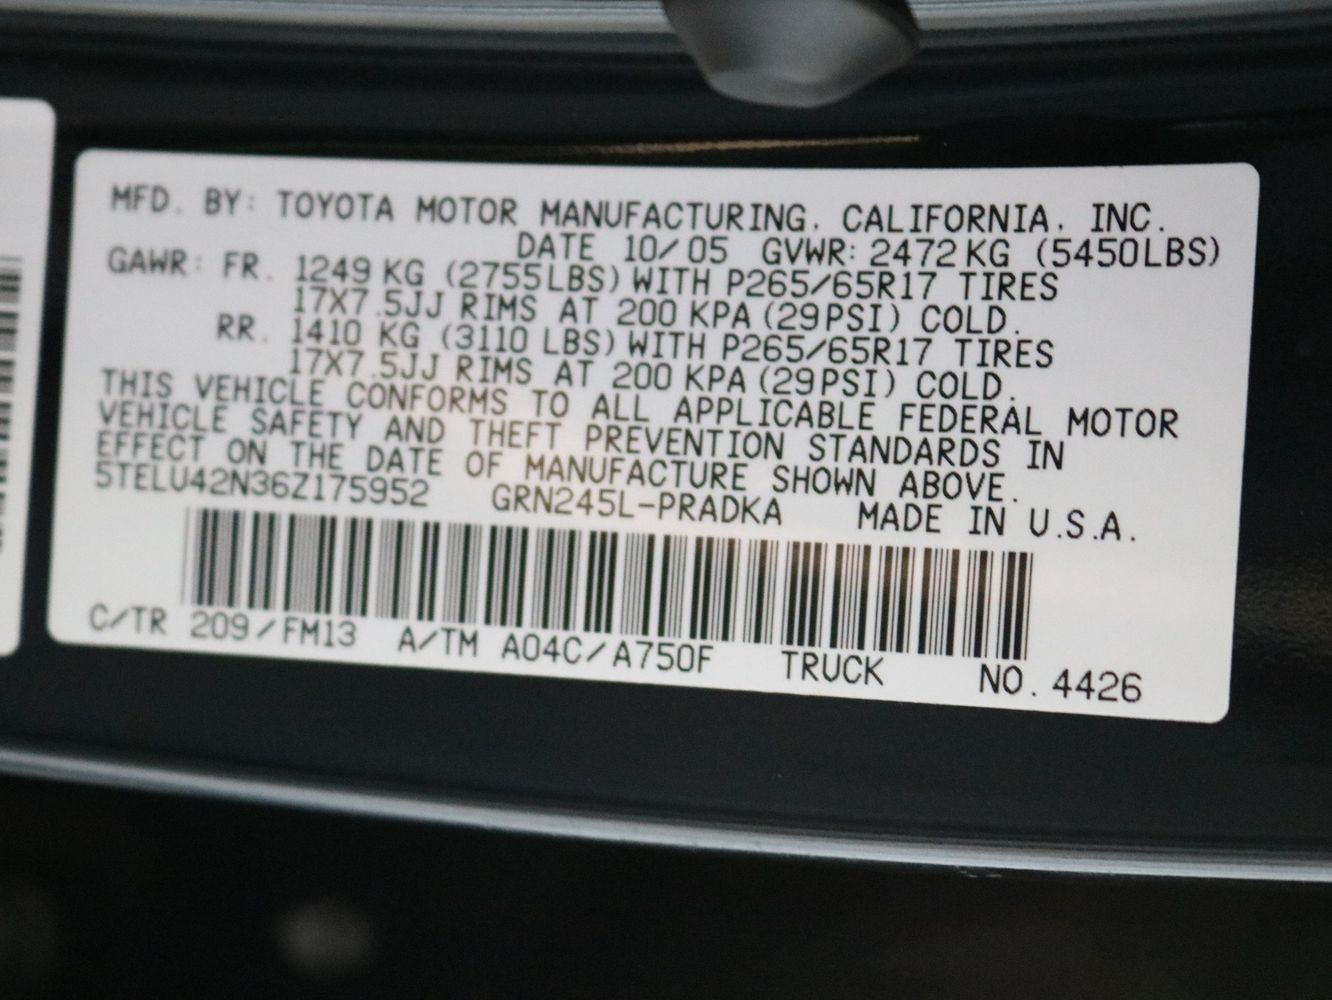 MFD. BY: TOYOTA MOTOR MANUFACTURING, CALIFORNIA, INC.
DATE 10/05 GVWR: 2472KG (5450LBS)
GAWR: FR. 1249 KG (2755LBS) WITH P265/65R17 TIRES
17X7.5JJ RIMS AT 200 KPA (29PSI) COLD.
RR. 1410 KG (3110 LBS) WITH P265/65R17 TIRES
17X7.5JJ RIMS AT 200 KPA (29PSI) COLD.
THIS VEHICLE CONFORMS TO ALL APPLICABLE FEDERAL MOTOR
VEHICLE SAFETY AND THEFT PREVENTION STANDARDS IN
EFFECT ON THE DATE OF MANUFACTURE SHOWN ABOVE.
5TELU42N36Z175952 GRN245L-PRADKA MADE IN U.S.A.
C/TR 209/FM13 A/TM A04C/A750F TRUCK NO. 4426